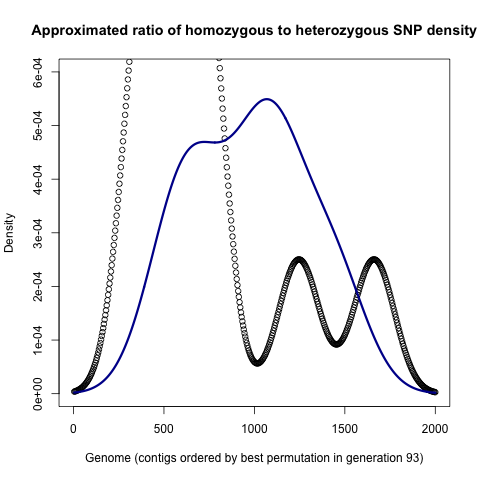 Approximated ratio of homozygous to heterozygous SNP density
6e-04
5e-04
4e-04
3e-04
2e-04
1e-04
0e+00
Density
0 500 1000 1500 2000
Genome (contigs ordered by best permutation in generation 93)